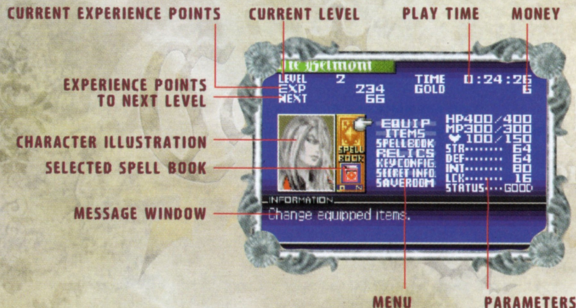 CURRENT EXPERIENCE POINTS
CURRENT LEVEL
PLAY TIME
MONEY
Belmont
LEVEL 2
TIME 0:24:26
EXP 234
GOLD 6
NEXT 66
EXPERIENCE POINTS
TO NEXT LEVEL
CHARACTER ILLUSTRATION
SELECTED SPELL BOOK
MESSAGE WINDOW
SPELL
BOOK
EQUIP
ITEMS
SPELLBOOK
RELICS
KEYCONFIG.
SECRET INFO.
SAVEROOM
HP400/400
MP300/300
100/150
STR······ 64
DEF······ 64
INT······ 80
LCK······ 16
STATUS···· GOOD
INFORMATION
Change equipped items.
MENU
PARAMETERS